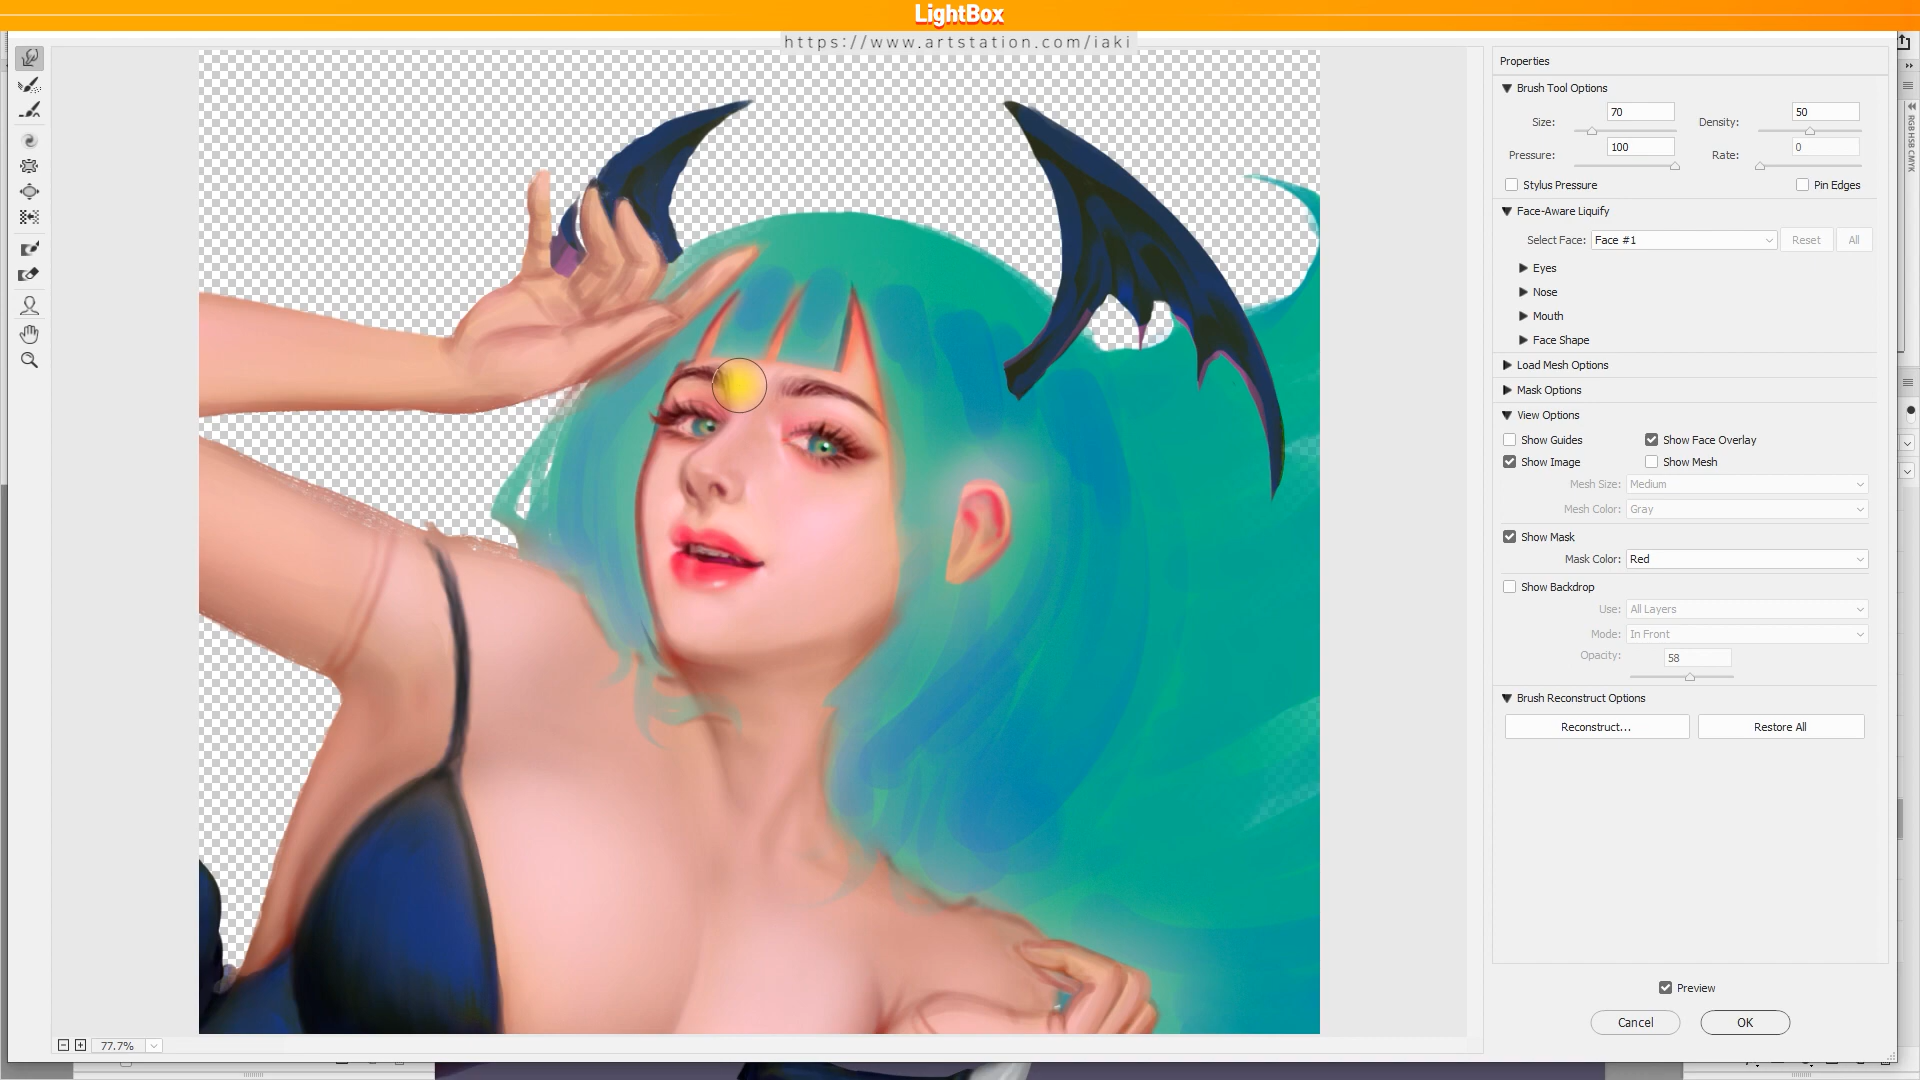 LightBox
https://www.artstation.com/iaki
Properties
Brush Tool Options
Size: 70 Density: 50
Pressure: 100 Rate: 0
Stylus Pressure Pin Edges
Face-Aware Liquify
Select Face: Face #1 Reset All
Eyes
Nose
Mouth
Face Shape
Load Mesh Options
Mask Options
View Options
Show Guides Show Face Overlay
Show Image Show Mesh
Mesh Size: Medium
Mesh Color: Gray
Show Mask
Mask Color: Red
Show Backdrop
Use: All Layers
Mode: In Front
Opacity: 58
Brush Reconstruct Options
Reconstruct... Restore All
Preview
Cancel OK
77.7%
RGB HSB CMYK